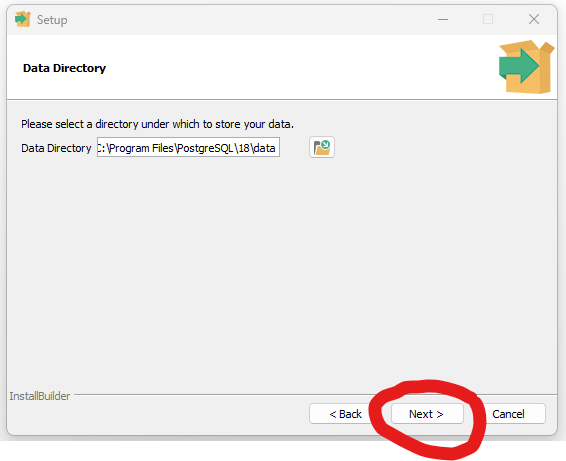 Setup
Data Directory
Please select a directory under which to store your data.
Data Directory C:\Program Files\PostgreSQL\18\data
InstallBuilder
< Back Next > Cancel